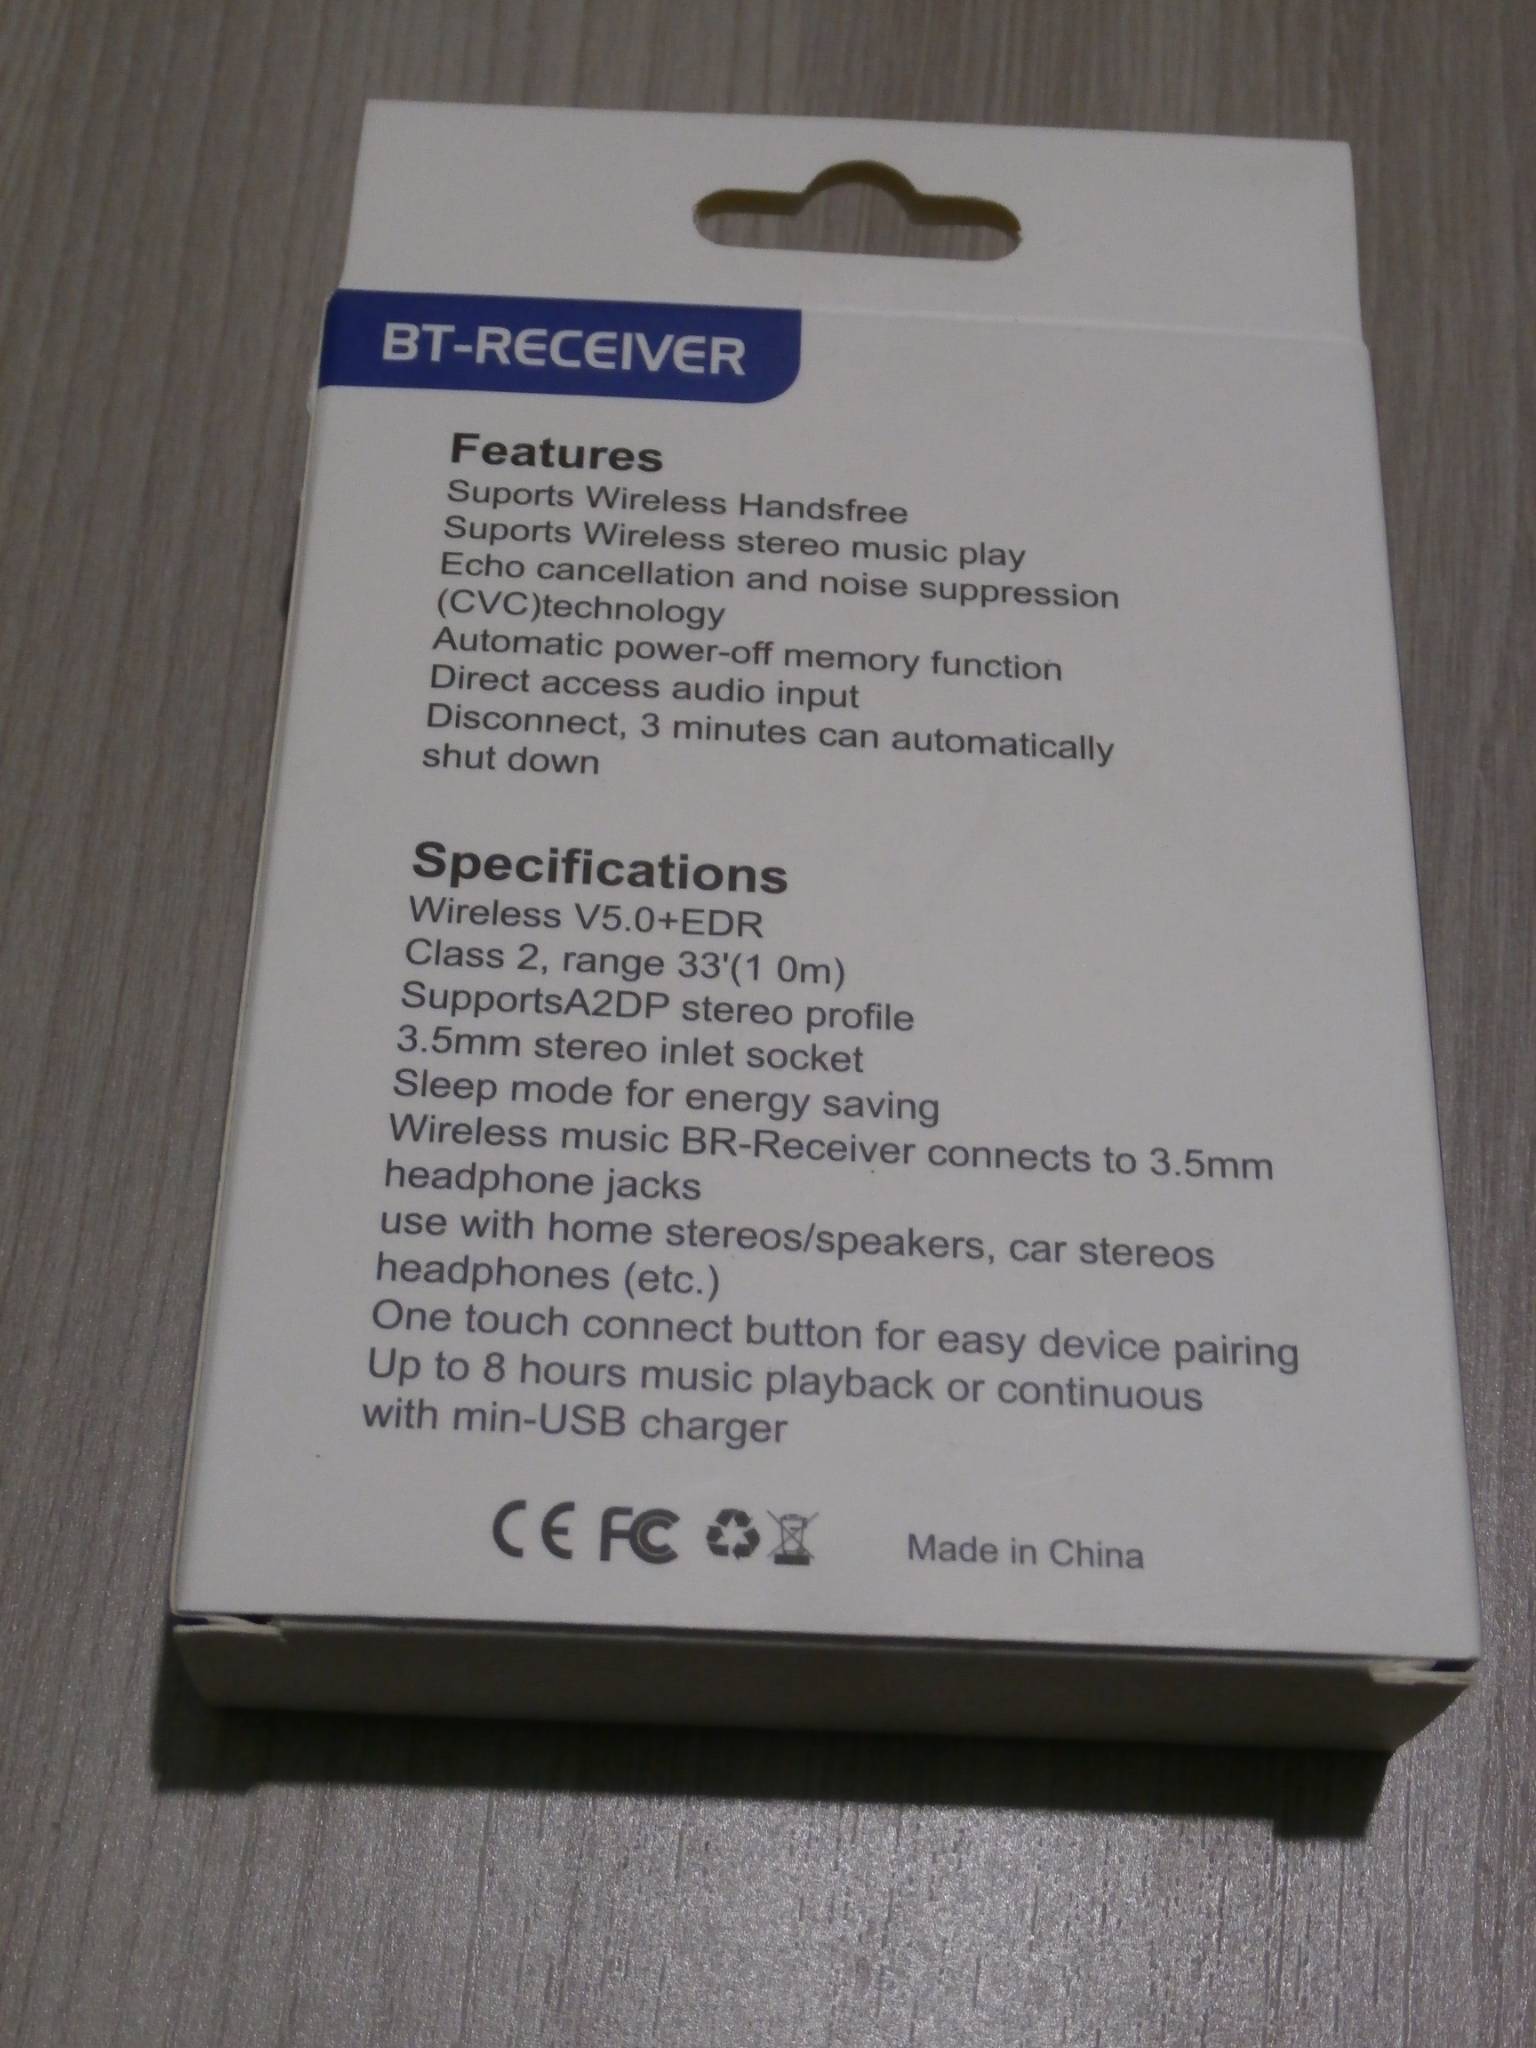 BT-RECEIVER
Features
Suports Wireless Handsfree
Suports Wireless stereo music play
Echo cancellation and noise suppression
(CVC)technology
Automatic power-off memory function
Direct access audio input
Disconnect, 3 minutes can automatically
shut down
Specifications
Wireless V5.0+EDR
Class 2, range 33'(1 0m)
SupportsA2DP stereo profile
3.5mm stereo inlet socket
Sleep mode for energy saving
Wireless music BR-Receiver connects to 3.5mm
headphone jacks
use with home stereos/speakers, car stereos
headphones (etc.)
One touch connect button for easy device pairing
Up to 8 hours music playback or continuous
with min-USB charger
CE FC Made in China